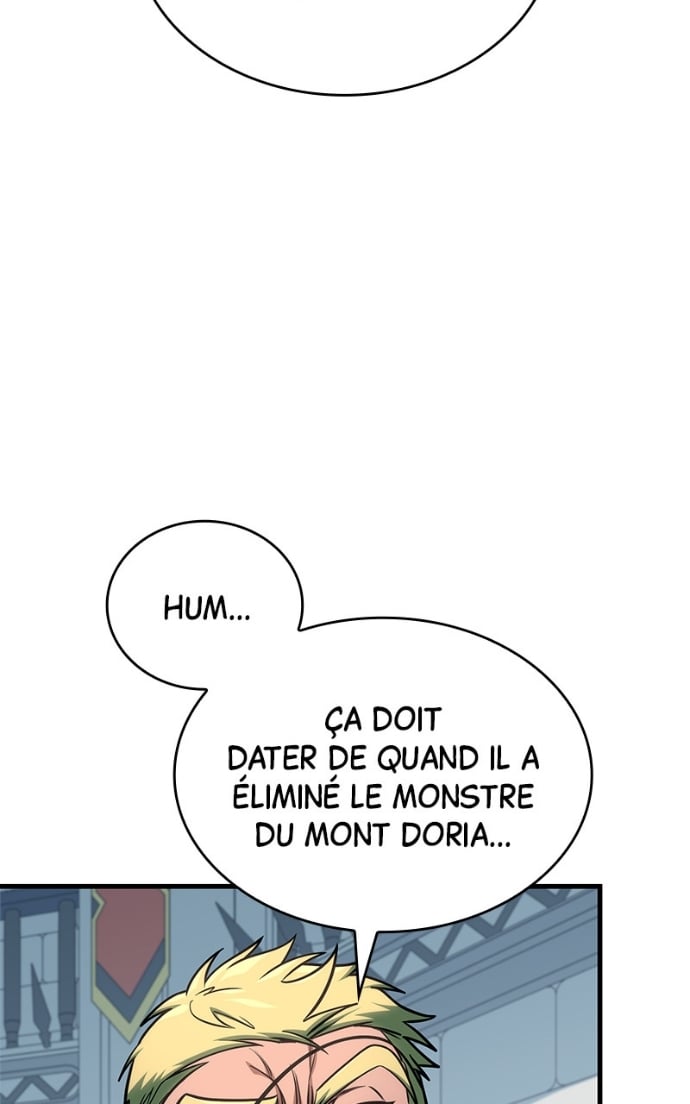 HUM...
ÇA DOIT
DATER DE QUAND IL A
ÉLIMINÉ LE MONSTRE
DU MONT DORIA...